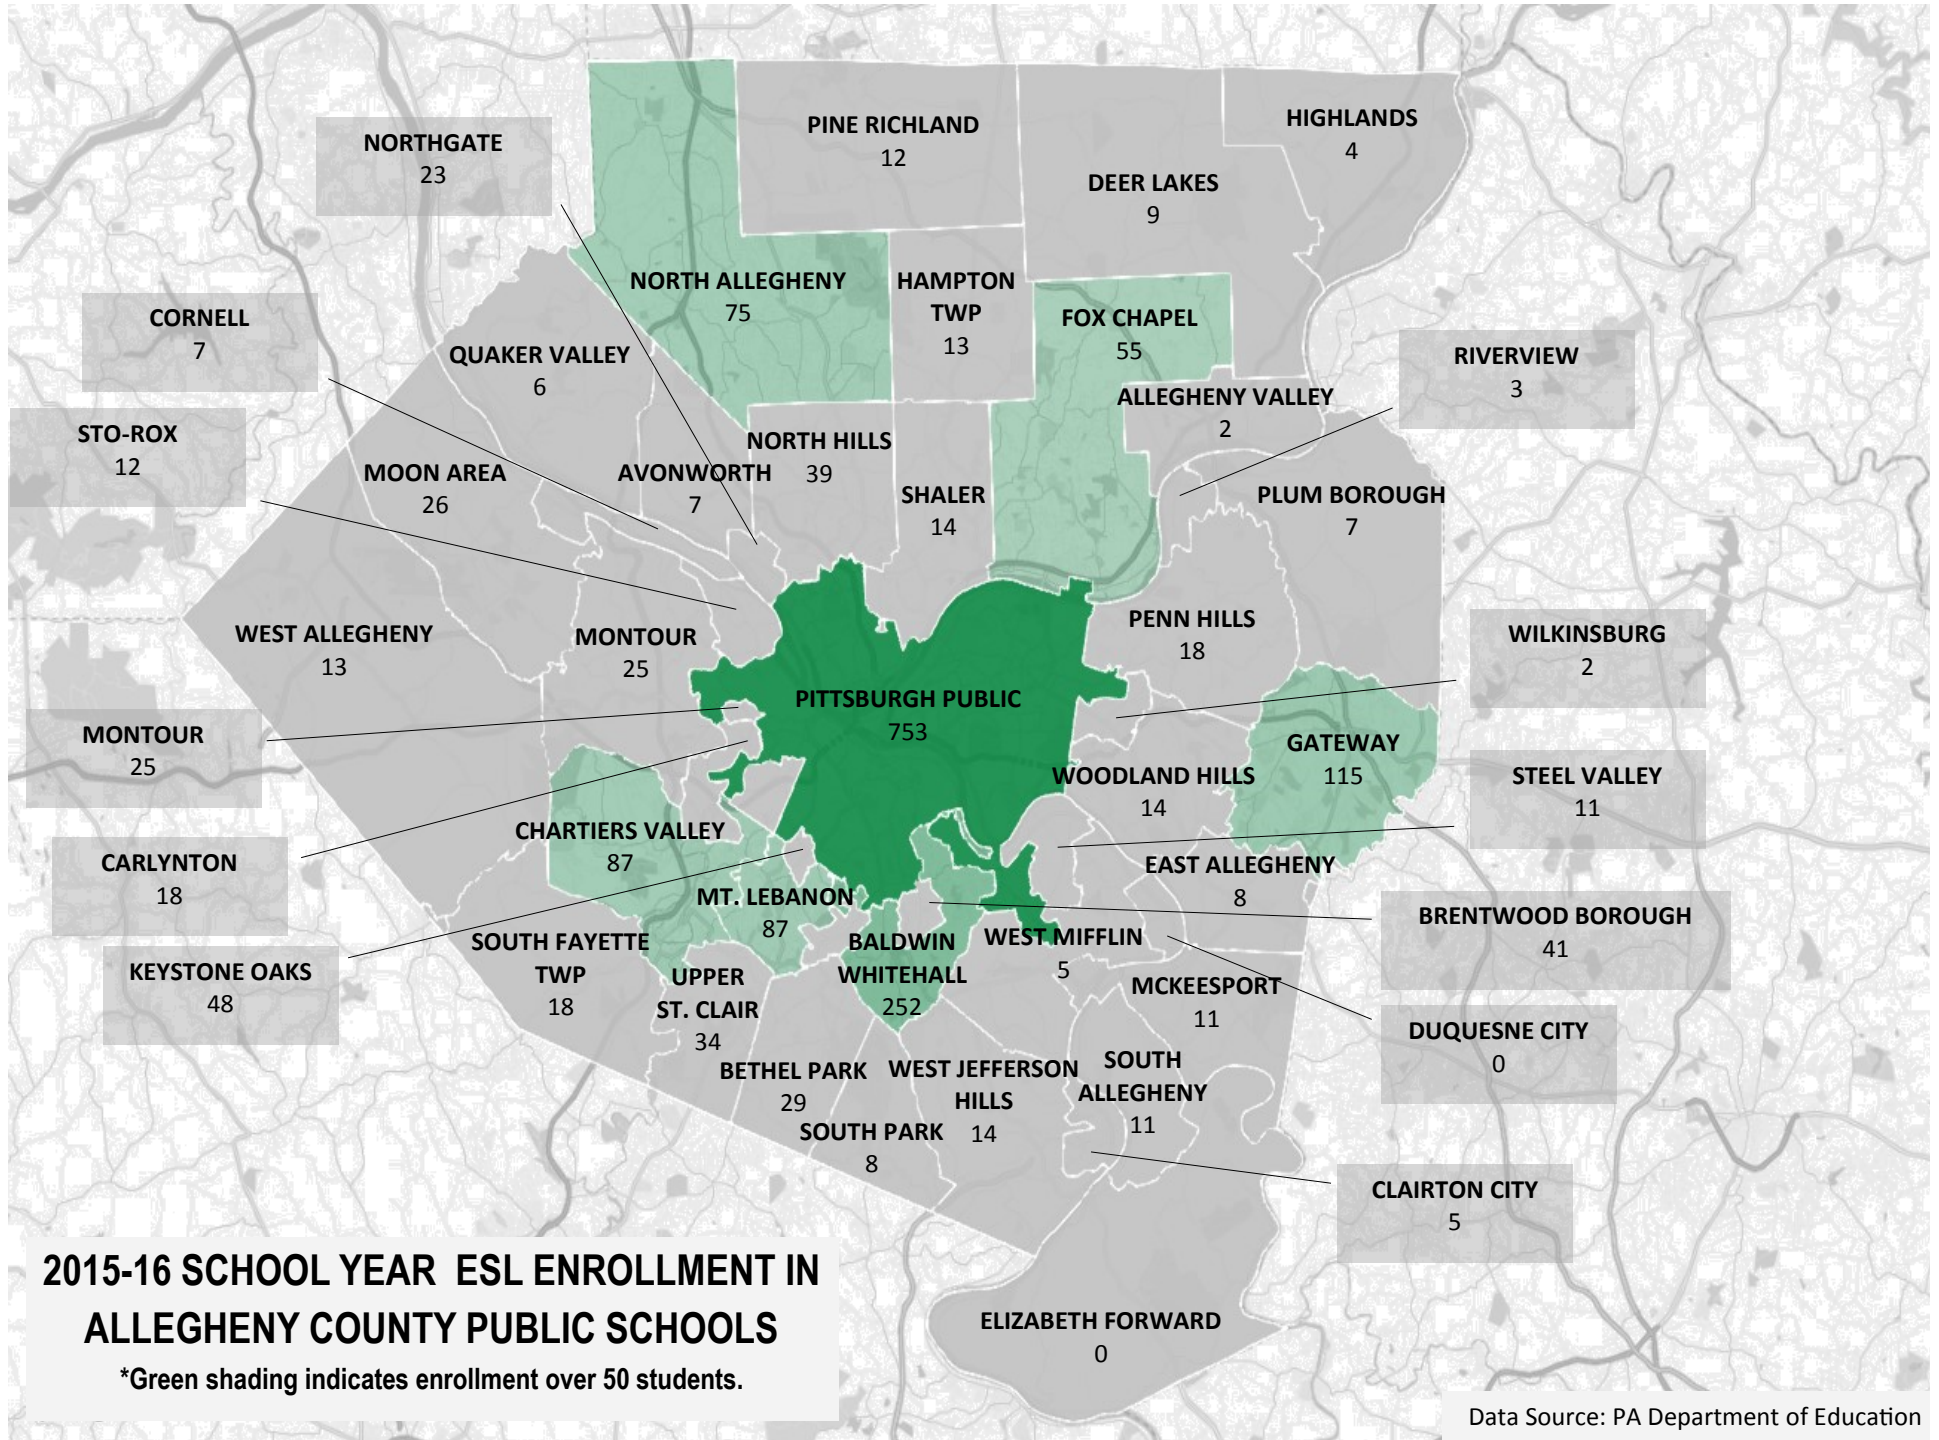 PINE RICHLAND
12
HIGHLANDS
4
NORTHGATE
23
DEER LAKES
9
NORTH ALLEGHENY
75
HAMPTON
TWP
13
FOX CHAPEL
55
CORNELL
7
QUAKER VALLEY
6
RIVERVIEW
3
ALLEGHENY VALLEY
2
STO-ROX
12
MOON AREA
26
AVONWORTH
7
NORTH HILLS
39
SHALER
14
PLUM BOROUGH
7
WEST ALLEGHENY
13
MONTOUR
25
PENN HILLS
18
WILKINSBURG
2
PITTSBURGH PUBLIC
753
MONTOUR
25
GATEWAY
115
WOODLAND HILLS
14
STEEL VALLEY
11
CHARTIERS VALLEY
87
CARLYNTON
18
EAST ALLEGHENY
8
MT. LEBANON
87
BRENTWOOD BOROUGH
41
KEYSTONE OAKS
48
SOUTH FAYETTE
TWP
18
BALDWIN
WHITEHALL
252
WEST MIFFLIN
5
UPPER
ST. CLAIR
34
MCKEESPORT
11
DUQUESNE CITY
0
BETHEL PARK
29
WEST JEFFERSON
HILLS
14
SOUTH
ALLEGHENY
11
SOUTH PARK
8
CLAIRTON CITY
5
ELIZABETH FORWARD
0
2015-16 SCHOOL YEAR ESL ENROLLMENT IN
ALLEGHENY COUNTY PUBLIC SCHOOLS
*Green shading indicates enrollment over 50 students.
Data Source: PA Department of Education